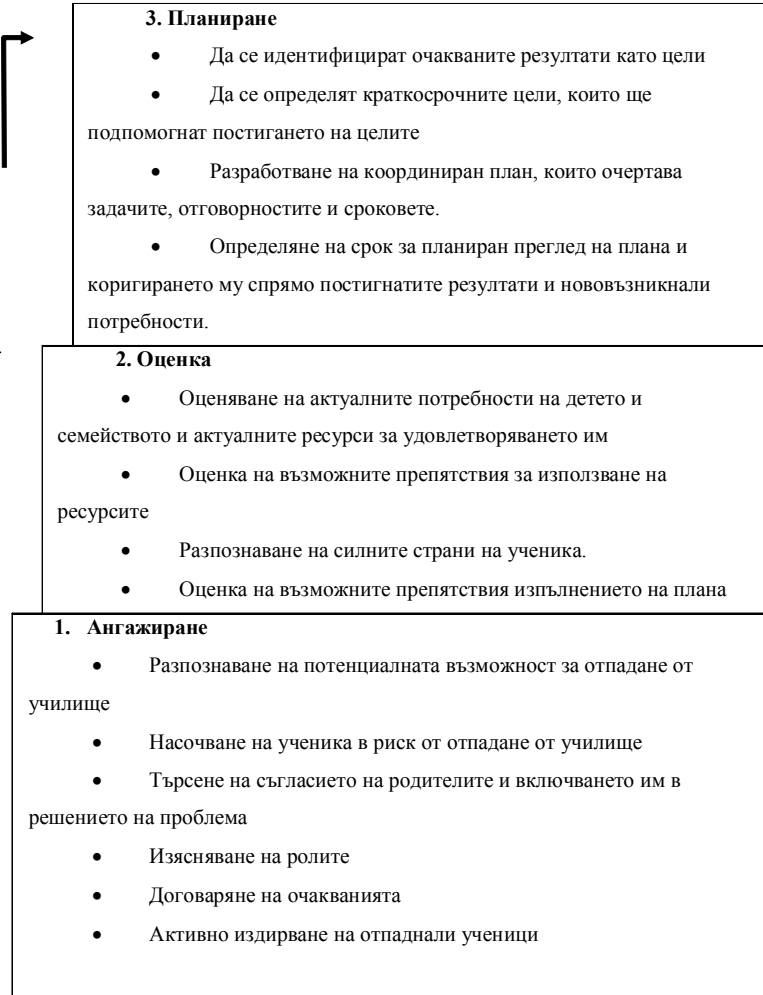 3. Планиране
• Да се идентифицират очакваните резултати като цели
• Да се определят краткосрочните цели, които ще
подпомогнат постигането на целите
• Разработване на координиран план, които очертава
задачите, отговорностите и сроковете.
• Определяне на срок за планиран преглед на плана и
коригирането му спрямо постигнатите резултати и нововъзникнали
потребности.
2. Оценка
• Оценяване на актуалните потребности на детето и
семейството и актуалните ресурси за удовлетворяването им
• Оценка на възможните препятствия за използване на
ресурсите
• Разпознаване на силните страни на ученика.
• Оценка на възможните препятствия изпълнението на плана
1. Ангажиране
• Разпознаване на потенциалната възможност за отпадане от
училище
• Насочване на ученика в риск от отпадане от училище
• Търсене на съгласието на родителите и включването им в
решението на проблема
• Изясняване на ролите
• Договаряне на очакванията
• Активно издирване на отпаднали ученици